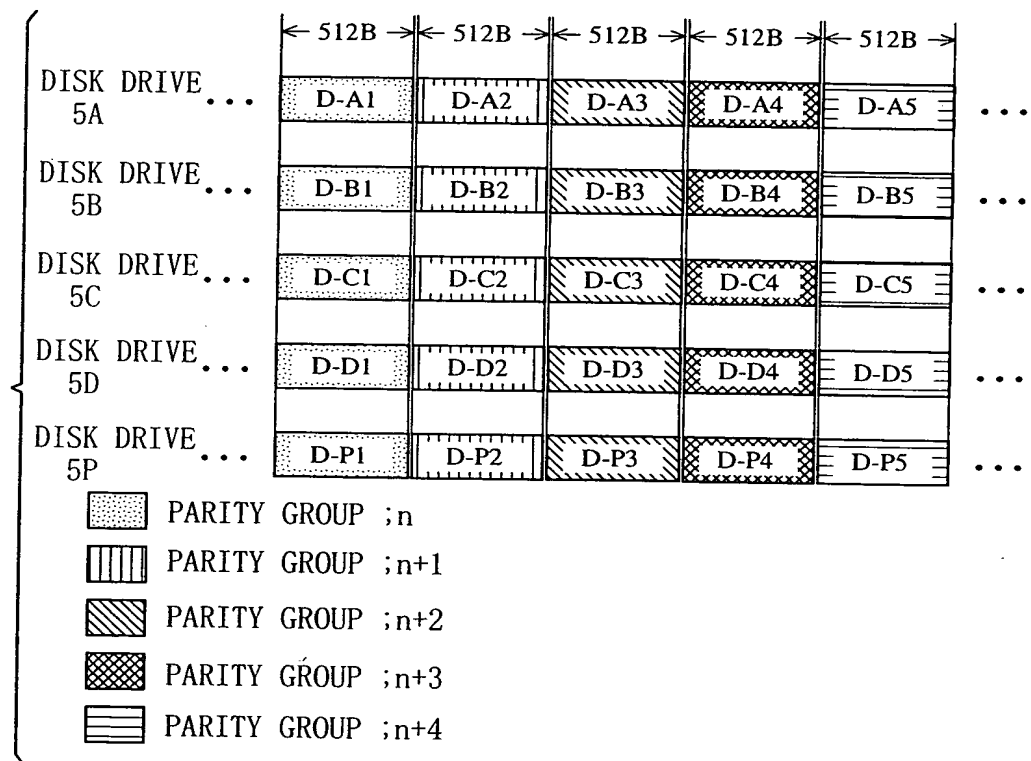 512B 512B 512B 512B 512B
DISK DRIVE 5A ... D-A1 D-A2 D-A3 D-A4 D-A5 ...
DISK DRIVE 5B ... D-B1 D-B2 D-B3 D-B4 D-B5 ...
DISK DRIVE 5C ... D-C1 D-C2 D-C3 D-C4 D-C5 ...
DISK DRIVE 5D ... D-D1 D-D2 D-D3 D-D4 D-D5 ...
DISK DRIVE 5P ... D-P1 D-P2 D-P3 D-P4 D-P5 ...
PARITY GROUP ;n
PARITY GROUP ;n+1
PARITY GROUP ;n+2
PARITY GROUP ;n+3
PARITY GROUP ;n+4